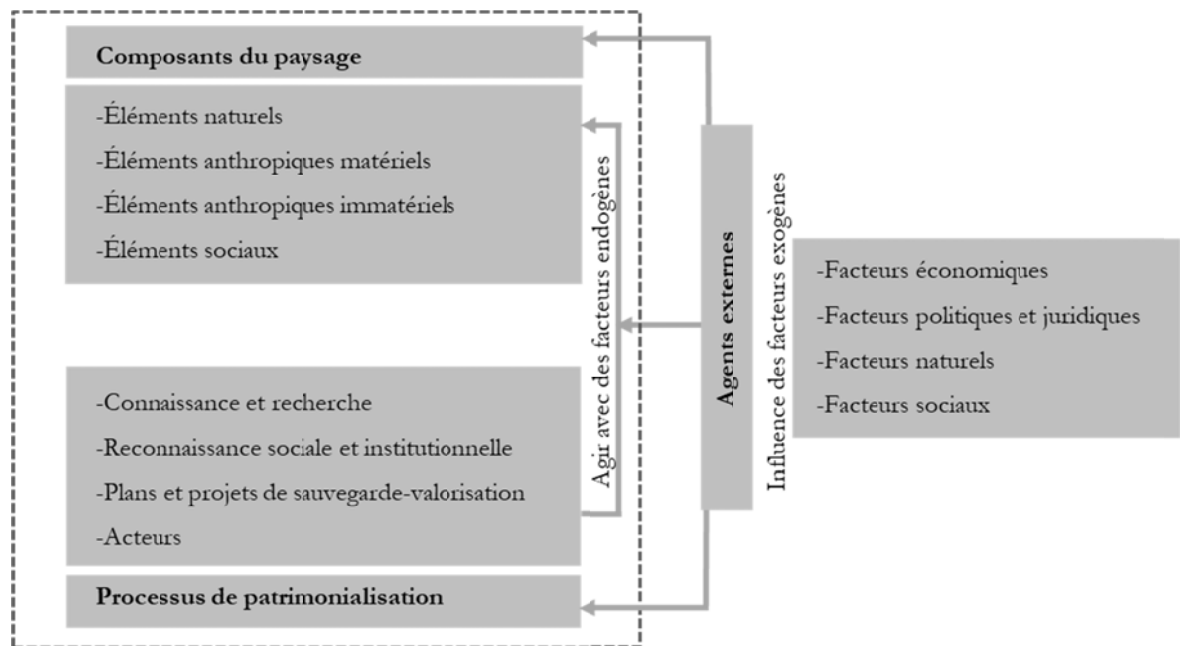 Composants du paysage
-Éléments naturels
-Éléments anthropiques matériels
-Éléments anthropiques immatériels
-Éléments sociaux
-Connaissance et recherche
-Reconnaissance sociale et institutionnelle
-Plans et projets de sauvegarde-valorisation
-Acteurs
Processus de patrimonialisation
Agir avec des facteurs endogènes
Agents externes
Influence des facteurs exogènes
-Facteurs économiques
-Facteurs politiques et juridiques
-Facteurs naturels
-Facteurs sociaux